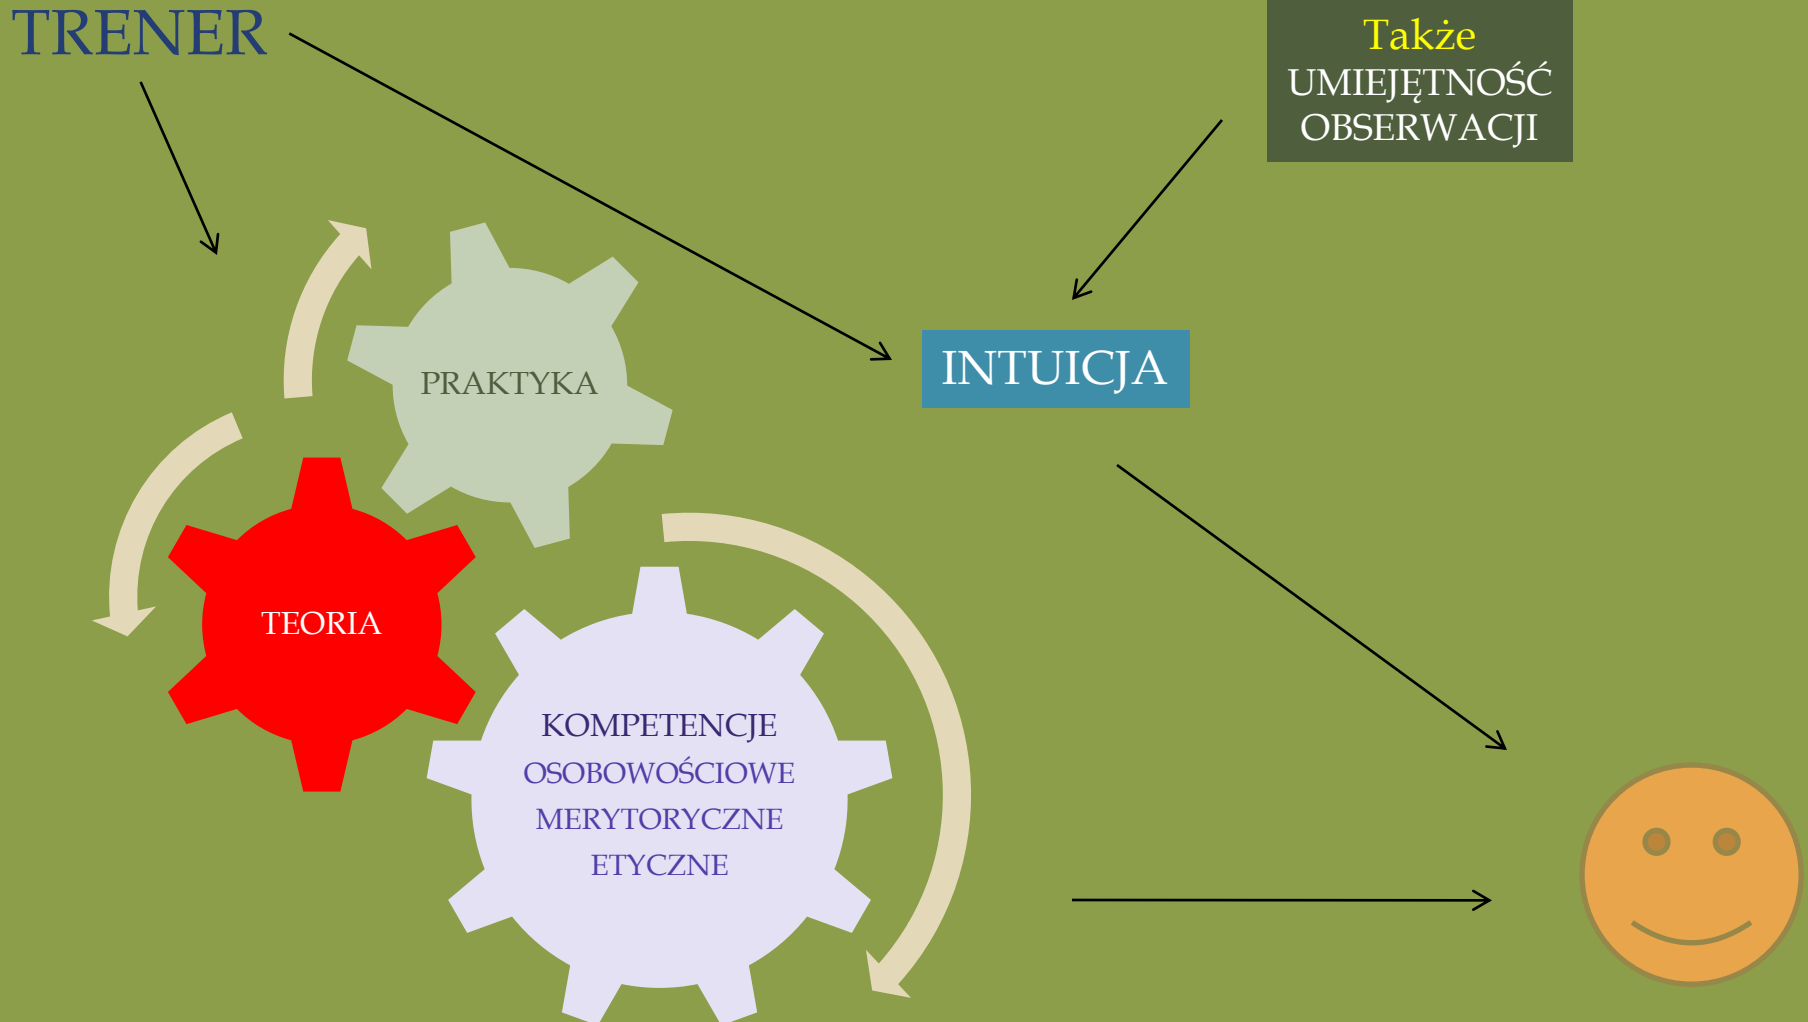 TRENER
Także
UMIEJĘTNOŚĆ
OBSERWACJI
INTUICJA
PRAKTYKA
TEORIA
KOMPETENCJE
OSOBOWOŚCIOWE
MERYTORYCZNE
ETYCZNE